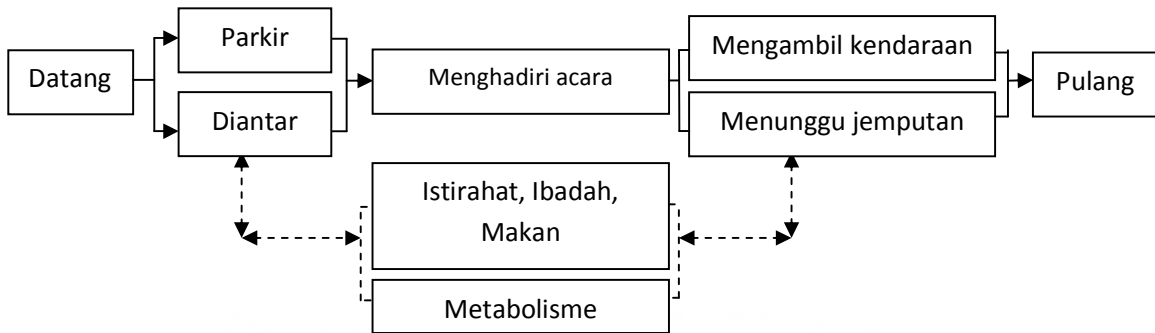 Datang
Parkir
Diantar
Menghadiri acara
Mengambil kendaraan
Menunggu jemputan
Pulang
Istirahat, Ibadah,
Makan
Metabolisme